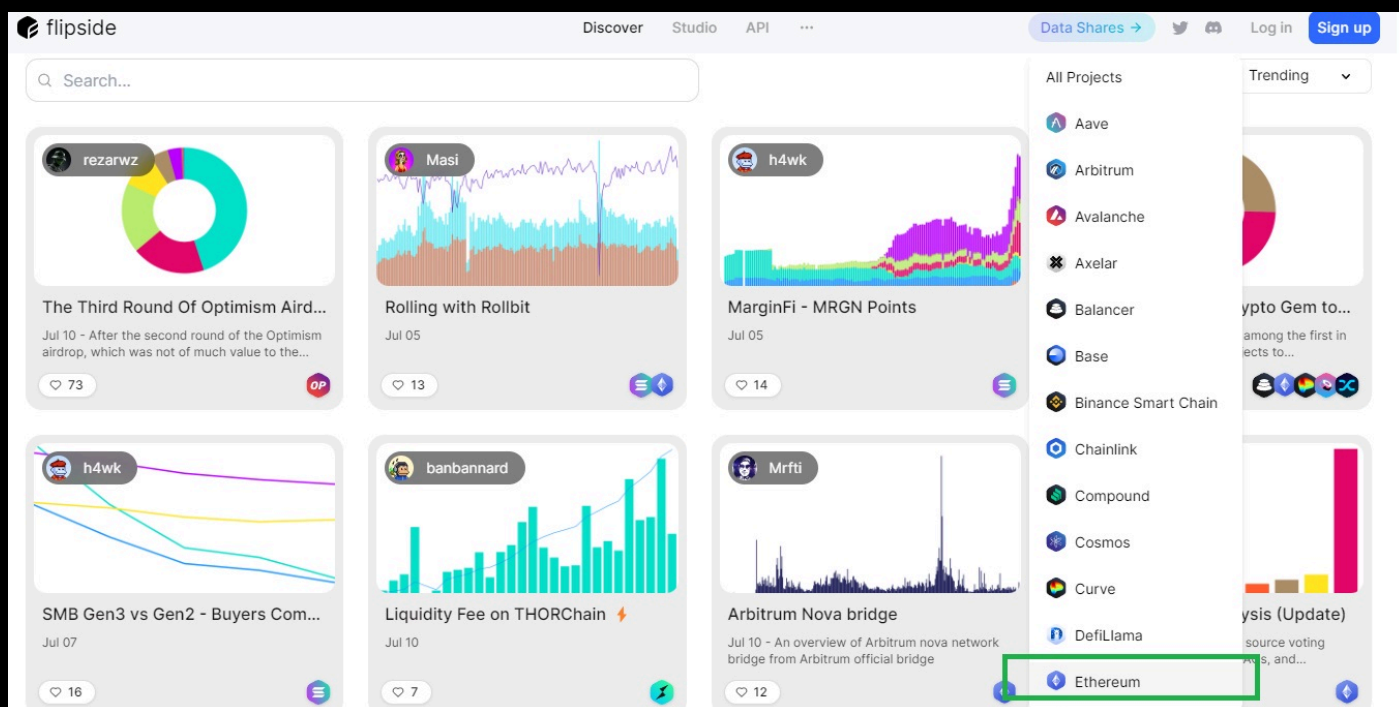 flipside
Discover Studio API ...
Data Shares → Log in Sign up
Search...
Trending
All Projects
Aave
Arbitrum
Avalanche
Axelar
Balancer
Base
Binance Smart Chain
Chainlink
Compound
Cosmos
Curve
DefiLlama
Ethereum
rezarwz
The Third Round Of Optimism Aird...
Jul 10 - After the second round of the Optimism
airdrop, which was not of much value to the...
73
OP
Masi
Rolling with Rollbit
Jul 05
13
h4wk
MarginFi - MRGN Points
Jul 05
14
ypto Gem to...
among the first in
ects to...
h4wk
SMB Gen3 vs Gen2 - Buyers Com...
Jul 07
16
banbannard
Liquidity Fee on THORChain
Jul 10
7
Mrfti
Arbitrum Nova bridge
Jul 10 - An overview of Arbitrum nova network
bridge from Arbitrum official bridge
12
ysis (Update)
source voting